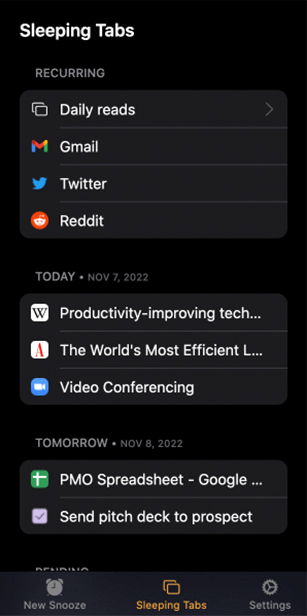 Sleeping Tabs
RECURRING
Daily reads
Gmail
Twitter
Reddit
TODAY • NOV 7, 2022
W Productivity-improving tech...
A The World's Most Efficient L...
Video Conferencing
TOMORROW • NOV 8, 2022
PMO Spreadsheet - Google ...
Send pitch deck to prospect
PENDING
New Snooze
Sleeping Tabs
Settings